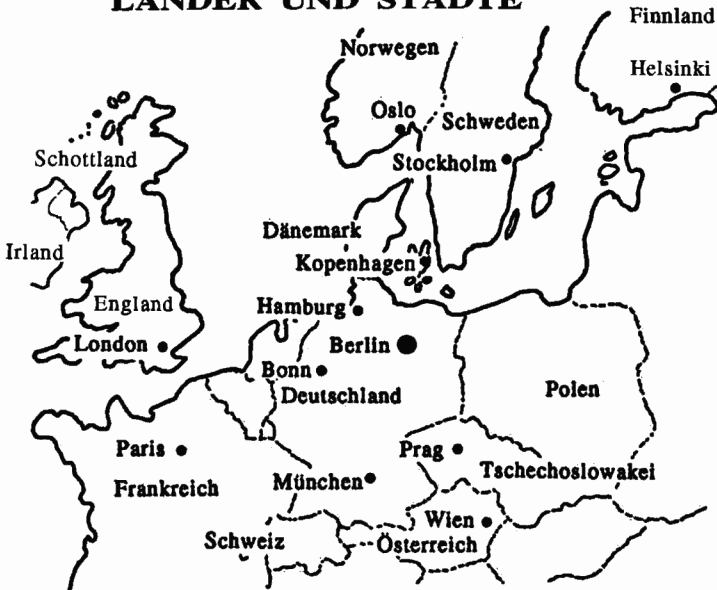 LÄNDER UND STÄDTE
Finnland
Norwegen
Helsinki
Oslo
Schweden
Schottland
Stockholm
Dänemark
Irland
Kopenhagen
England
Hamburg
London
Berlin
Bonn
Deutschland
Polen
Paris
Prag
Tschechoslowakei
München
Frankreich
Wien
Schweiz
Österreich